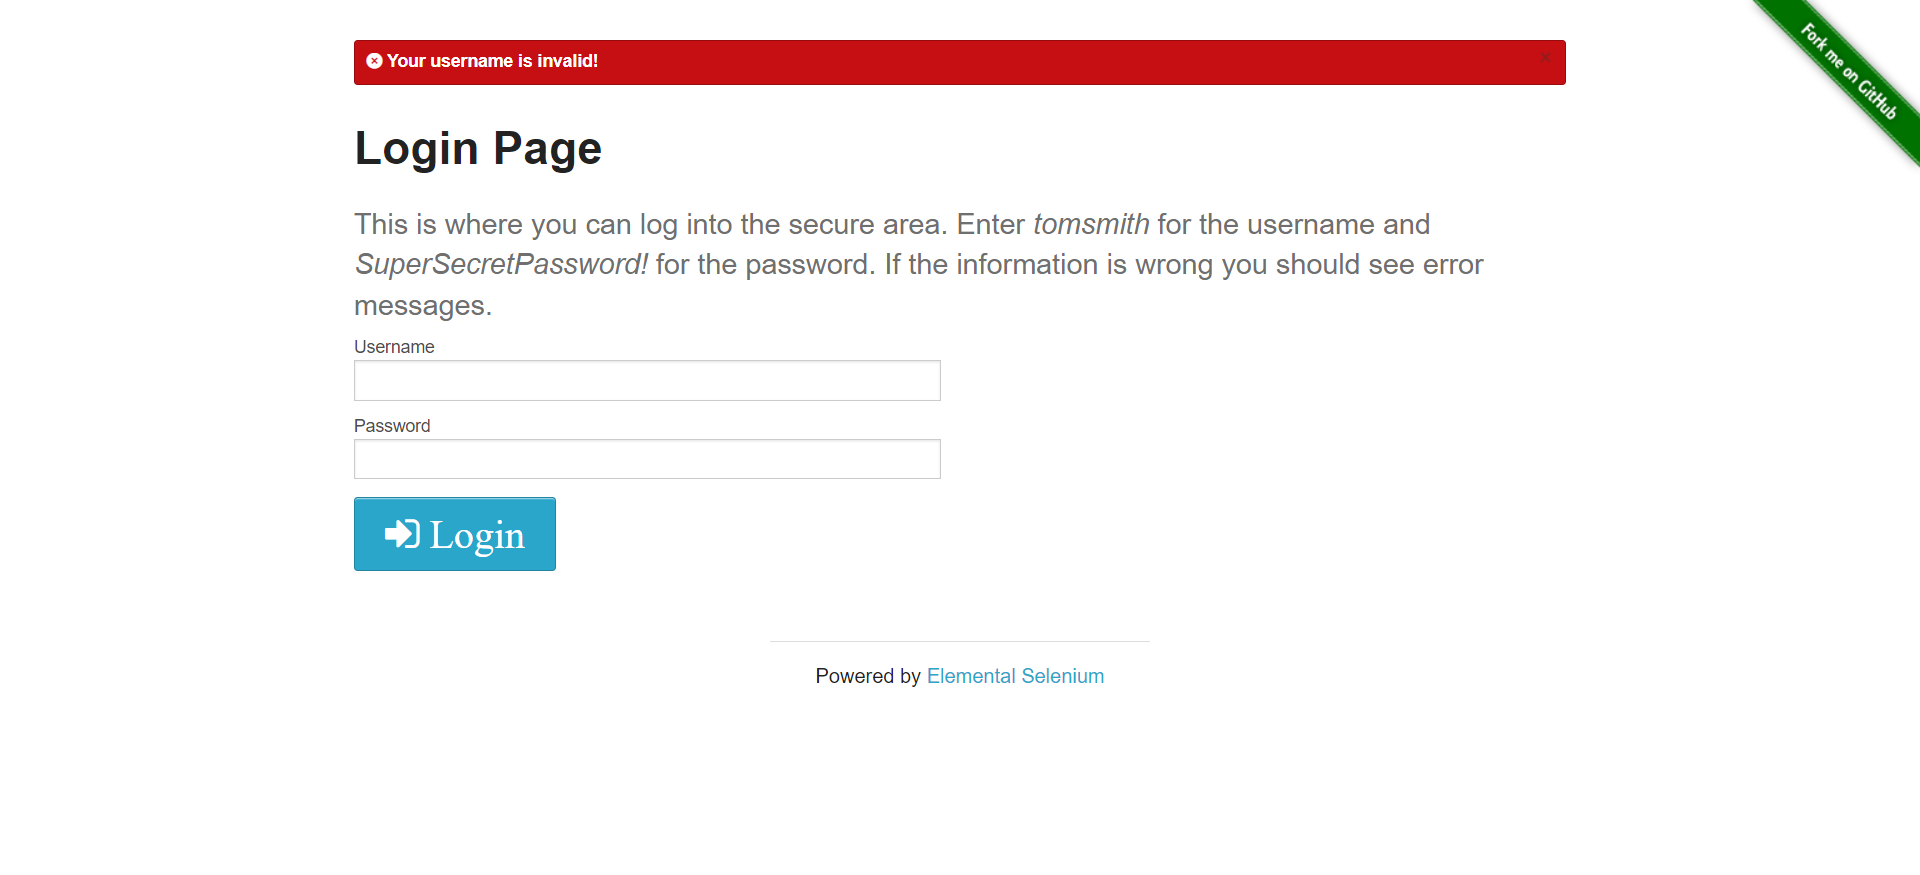 Your username is invalid!
Fork me on GitHub
Login Page
This is where you can log into the secure area. Enter tomsmith for the username and
SuperSecretPassword! for the password. If the information is wrong you should see error
messages.
Username
Password
Login
Powered by Elemental Selenium